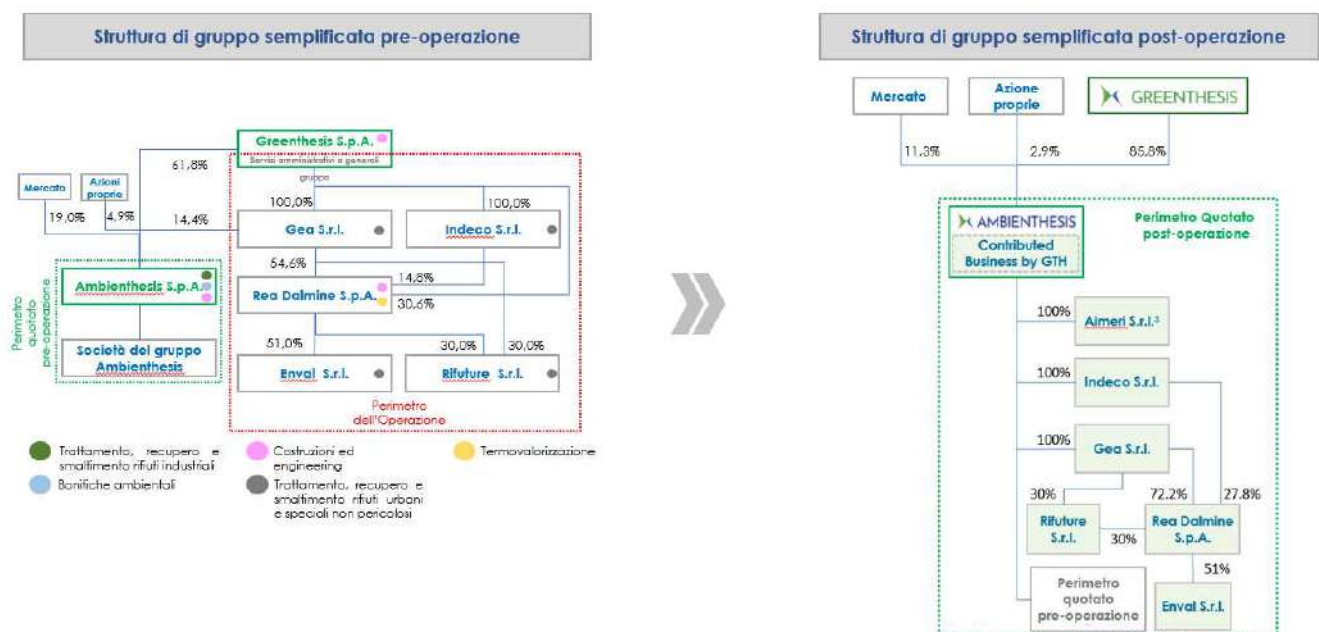 Struttura di gruppo semplificata pre-operazione
Greenthesis S.p.A.
Servizi amministrativi e generali
gruppo
61,8%
Mercato
Azioni
proprie
19,0%
4,9%
14,4%
100,0%
100,0%
Gea S.r.l.
Indeco S.r.l.
54,6%
14,8%
Ambienthesis S.p.A.
Rea Dalmine S.p.A.
30,6%
Perimetro
quotato
pre-operazione
Società del gruppo
Ambienthesis
51,0%
30,0%
30,0%
Enval S.r.l.
Rifuture S.r.l.
Perimetro
dell'Operazione
Trattamento, recupero e
smaltimento rifiuti industriali
Bonifiche ambientali
Costruzioni ed
engineering
Trattamento, recupero e
smaltimento rifiuti urbani
e speciali non pericolosi
Termovalorizzazione
Struttura di gruppo semplificata post-operazione
Mercato
Azione
proprie
GREENTHESIS
11.3%
2.9%
85.8%
AMBIENTHESIS
Contributed
Business by GTH
Perimetro Quotato
post-operazione
100%
Aimeri S.r.l.³
100%
Indeco S.r.l.
100%
Gea S.r.l.
30%
72.2%
27.8%
Rifuture
S.r.l.
30%
Rea Dalmine
S.p.A.
51%
Perimetro
quotato
pre-operazione
Enval S.r.l.